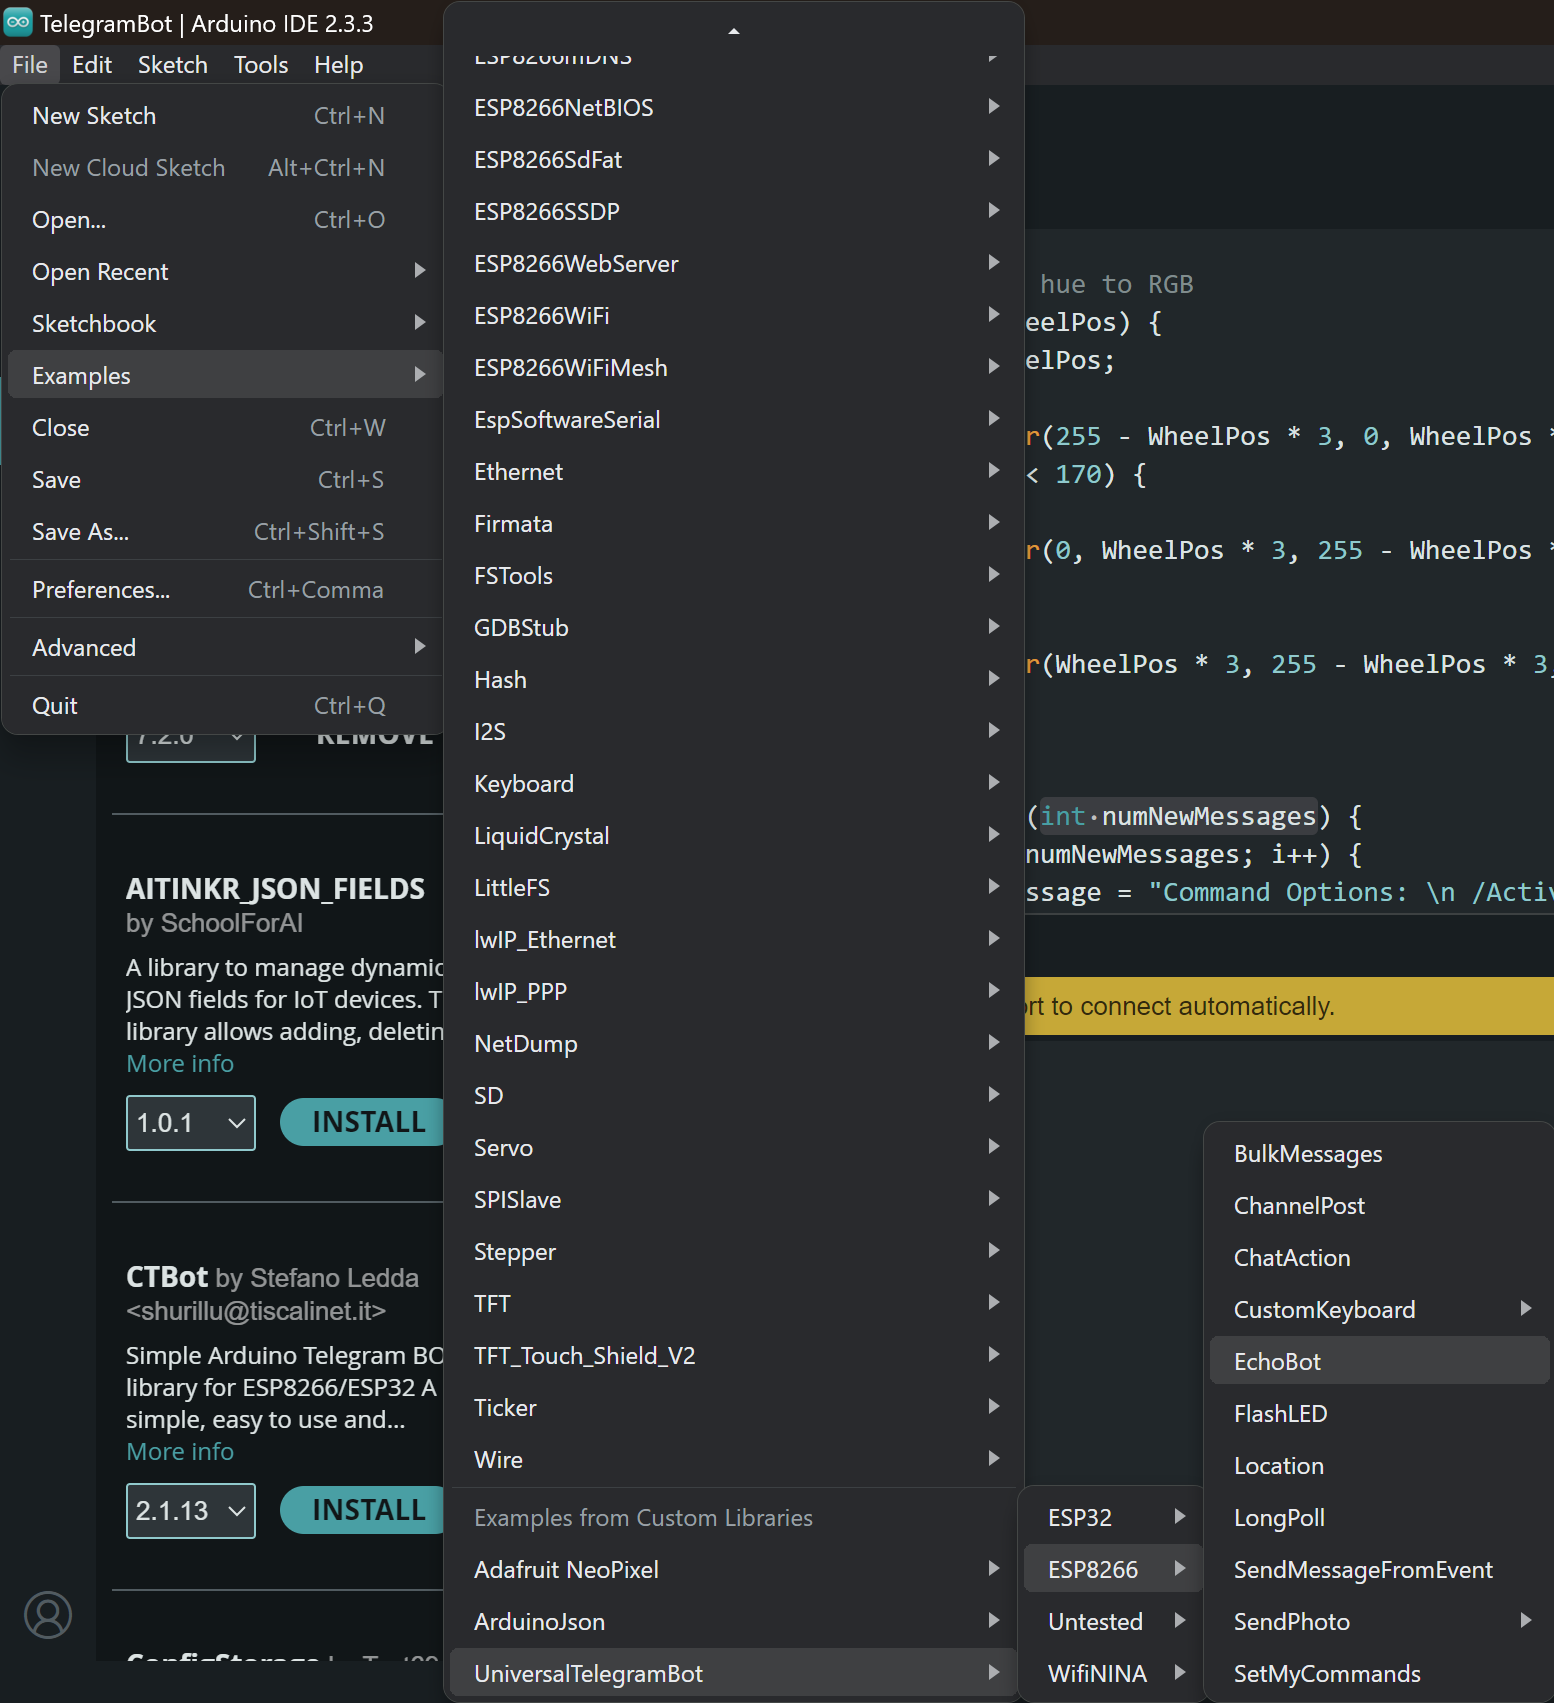 TelegramBot | Arduino IDE 2.3.3
File Edit Sketch Tools Help
New Sketch Ctrl+N
New Cloud Sketch Alt+Ctrl+N
Open... Ctrl+O
Open Recent
Sketchbook
Examples
Close Ctrl+W
Save Ctrl+S
Save As... Ctrl+Shift+S
Preferences... Ctrl+Comma
Advanced
Quit Ctrl+Q
7.2.0 REMOVE
AITINKR_JSON_FIELDS
by SchoolForAI
A library to manage dynamic
JSON fields for IoT devices. T
library allows adding, deletin
More info
1.0.1 INSTALL
CTBot by Stefano Ledda
<shurillu@tiscalinet.it>
Simple Arduino Telegram BO
library for ESP8266/ESP32 A
simple, easy to use and...
More info
2.1.13 INSTALL
ConfigStorage by
ESP8266mDNS
ESP8266NetBIOS
ESP8266SdFat
ESP8266SSDP
ESP8266WebServer
ESP8266WiFi
ESP8266WiFiMesh
EspSoftwareSerial
Ethernet
Firmata
FSTools
GDBStub
Hash
I2S
Keyboard
LiquidCrystal
LittleFS
lwIP_Ethernet
lwIP_PPP
NetDump
SD
Servo
SPISlave
Stepper
TFT
TFT_Touch_Shield_V2
Ticker
Wire
Examples from Custom Libraries
Adafruit NeoPixel
ArduinoJson
UniversalTelegramBot
ESP32
ESP8266
Untested
WifiNINA
BulkMessages
ChannelPost
ChatAction
CustomKeyboard
EchoBot
FlashLED
Location
LongPoll
SendMessageFromEvent
SendPhoto
SetMyCommands
hue to RGB
eelPos) {
elPos;
r(255 - WheelPos * 3, 0, WheelPos *
< 170) {
r(0, WheelPos * 3, 255 - WheelPos *
r(WheelPos * 3, 255 - WheelPos * 3,
(int·numNewMessages) {
numNewMessages; i++) {
ssage = "Command Options: \n /Activ
rt to connect automatically.